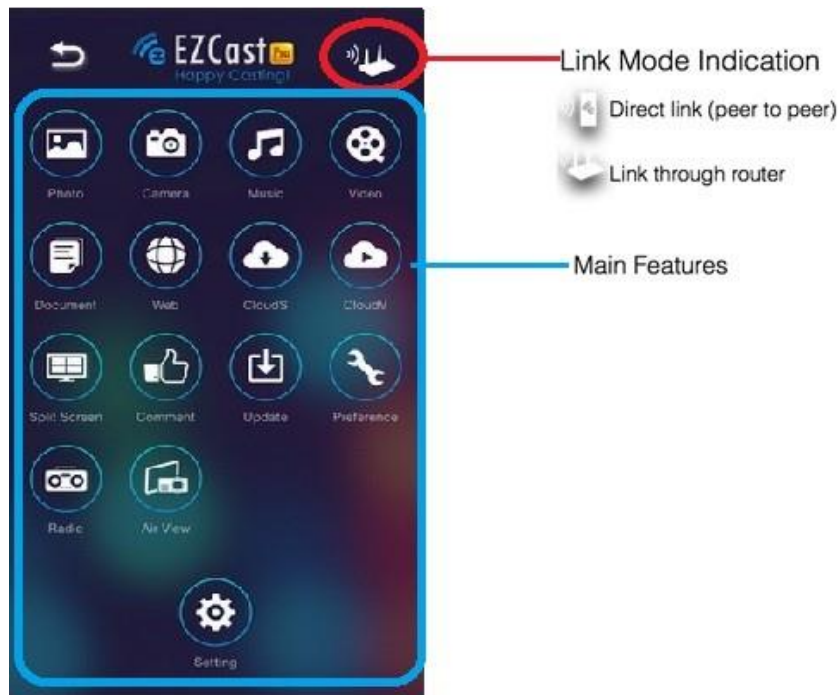 EZCast Pro
Happy Casting!
Link Mode Indication
Direct link (peer to peer)
Link through router
Photo Camera Music Video
Main Features
Document Web CloudS CloudV
Split Screen Comment Update Preference
Radio Air View
Setting